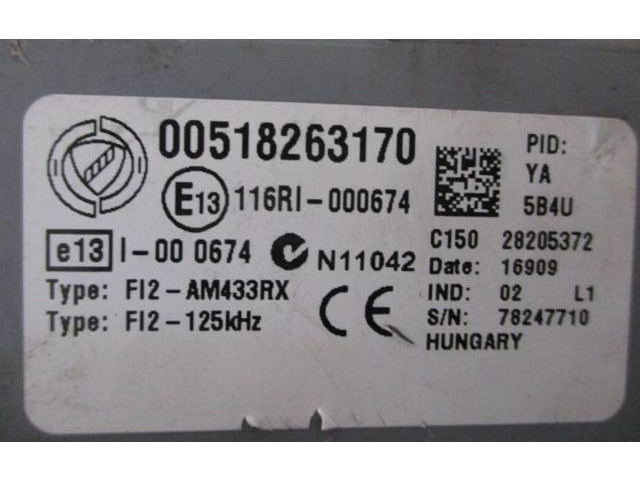 00518263170
PID:
YA
5B4U
E13 116RI-000674
e13 I-00 0674 N11042
C150 28205372
Date: 16909
Type: FI2-AM433RX
IND: 02 L1
Type: FI2-125kHz
CE
S/N: 78247710
HUNGARY